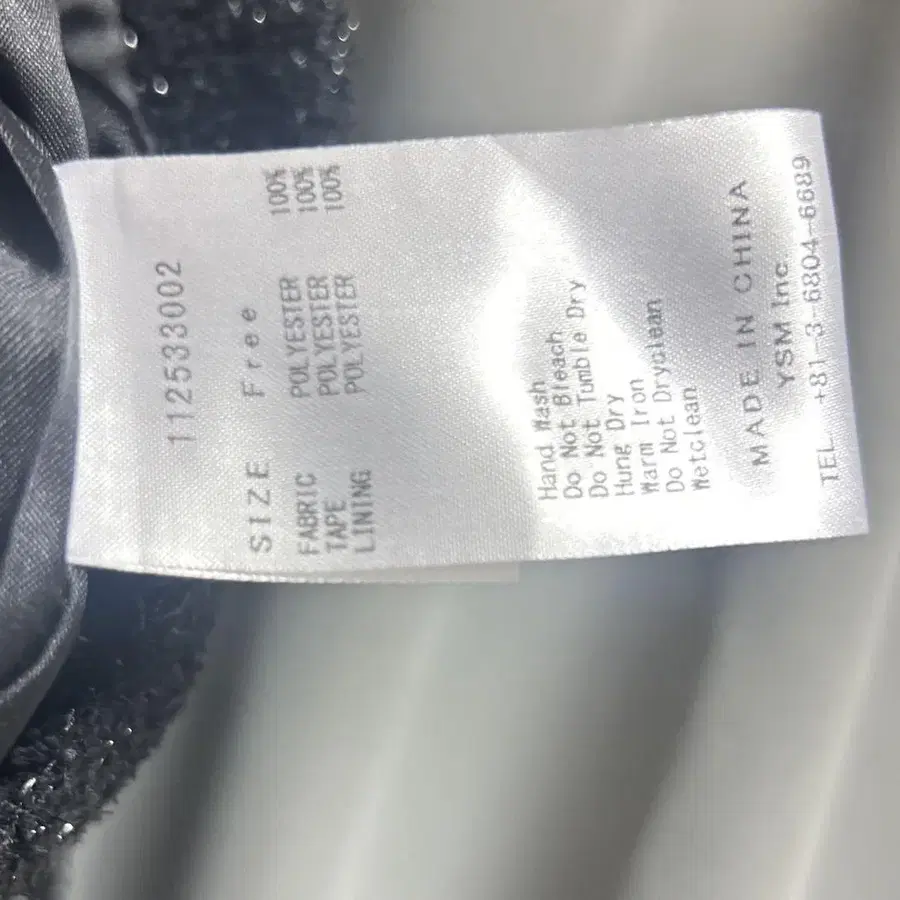 112533002
SIZE Free
FABRIC POLYESTER 100%
TAPE POLYESTER 100%
LINING POLYESTER 100%
Hand Wash
Do Not Bleach
Do Not Tumble Dry
Hung Dry
Warm Iron
Do Not Dryclean
Wetclean
MADE IN CHINA
YSM Inc.
TEL. +81-3-6804-6689